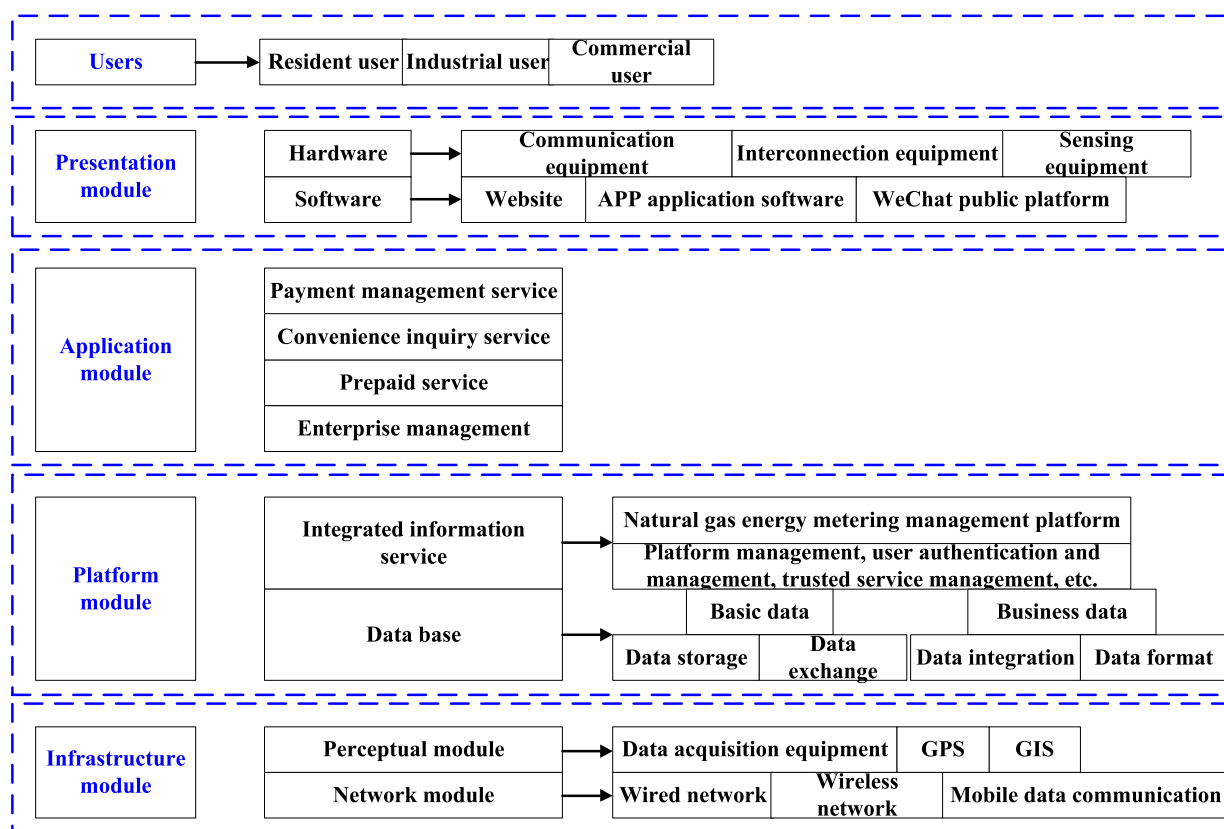 Users
Resident user
Industrial user
Commercial
user
Presentation
module
Hardware
Communication
equipment
Interconnection equipment
Sensing
equipment
Software
Website
APP application software
WeChat public platform
Application
module
Payment management service
Convenience inquiry service
Prepaid service
Enterprise management
Platform
module
Integrated information
service
Natural gas energy metering management platform
Platform management, user authentication and
management, trusted service management, etc.
Data base
Basic data
Business data
Data storage
Data
exchange
Data integration
Data format
Infrastructure
module
Perceptual module
Data acquisition equipment
GPS
GIS
Network module
Wired network
Wireless
network
Mobile data communication